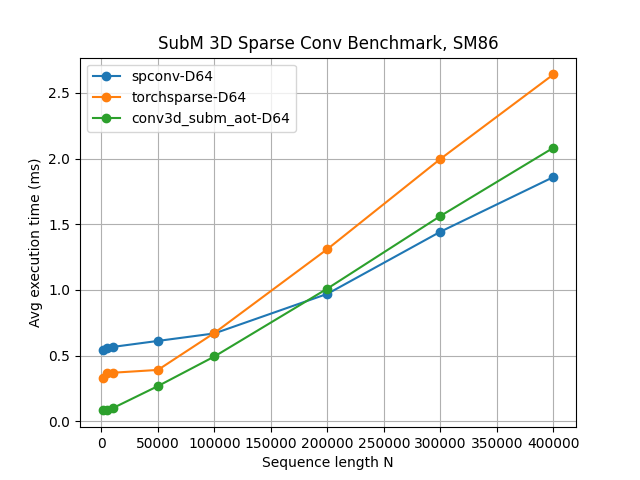 SubM 3D Sparse Conv Benchmark, SM86
spconv-D64
torchsparse-D64
conv3d_subm_aot-D64
Avg execution time (ms)
2.5
2.0
1.5
1.0
0.5
0.0
0 50000 100000 150000 200000 250000 300000 350000 400000
Sequence length N